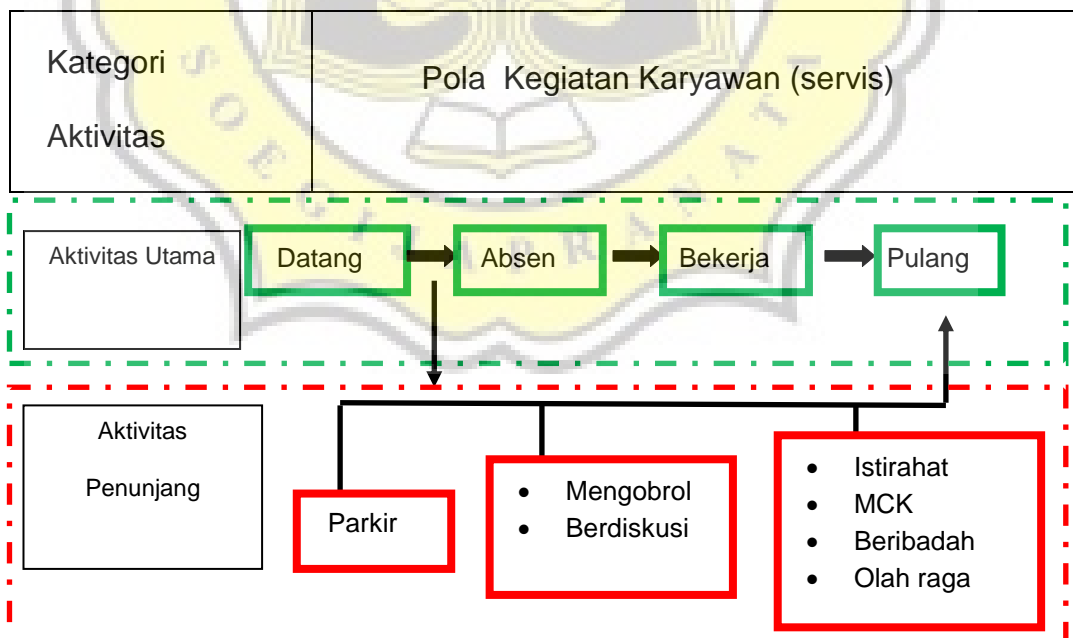 Kategori
Aktivitas
Pola Kegiatan Karyawan (servis)
SOEGIJAPRANATA
Aktivitas Utama
Datang
Absen
Bekerja
Pulang
Aktivitas
Penunjang
Parkir
• Mengobrol
• Berdiskusi
• Istirahat
• MCK
• Beribadah
• Olah raga